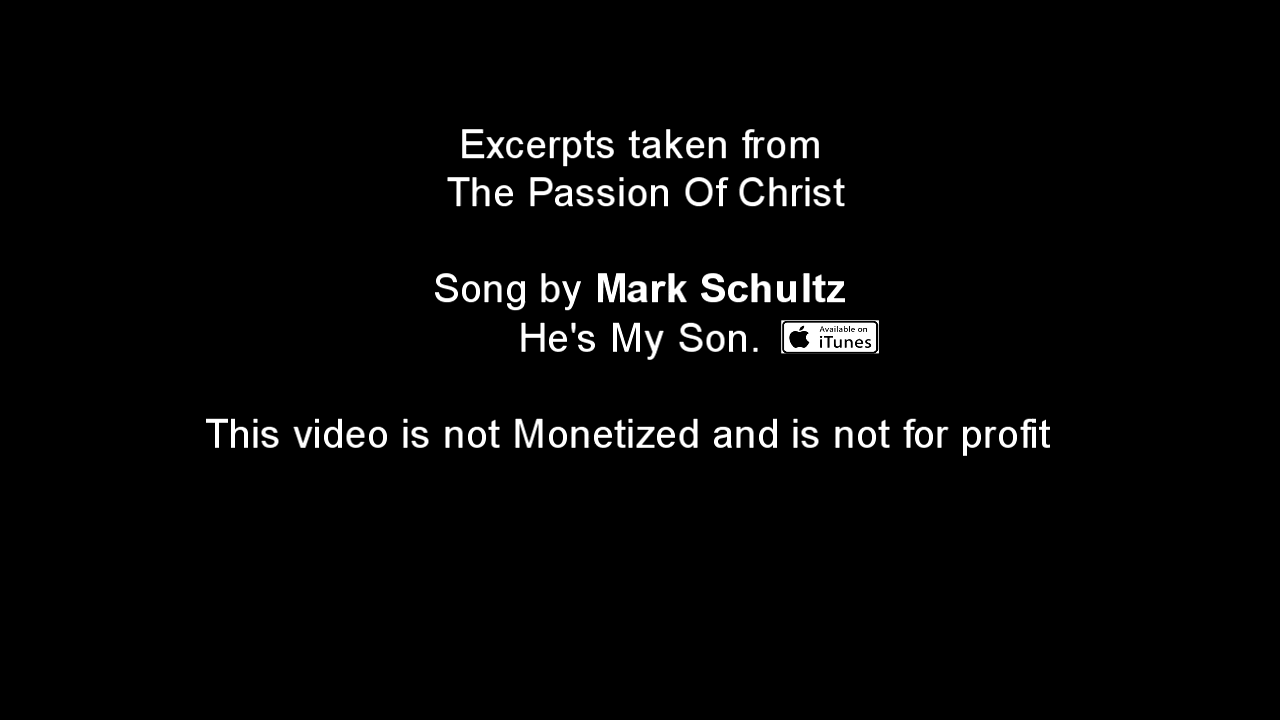 Excerpts taken from
The Passion Of Christ
Song by Mark Schultz
He's My Son.
Available on
iTunes
This video is not Monetized and is not for profit